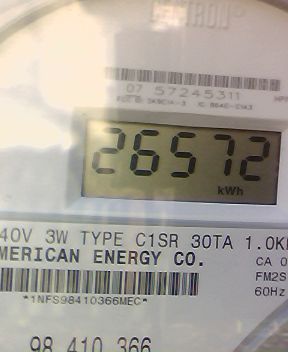 CENTRON
07 57245311
26572
kWh
40V 3W TYPE C1SR 30TA 1.0K
MERICAN ENERGY CO.
CA 0
FM2S
60Hz
*1NFS98410366MEC*
98 410 366